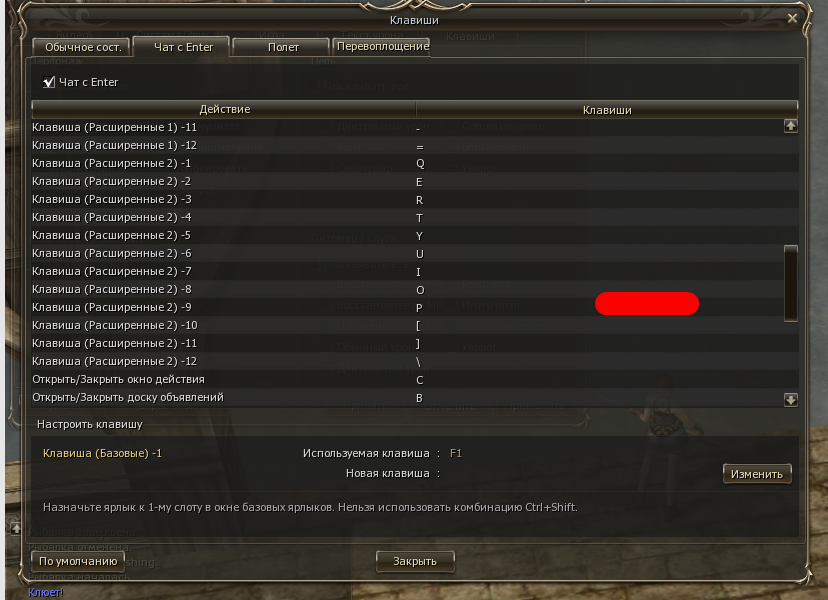 Клавиши
Обычное сост. Чат с Enter Полет Перевоплощение
Чат с Enter
Действие Клавиши
Клавиша (Расширенные 1) -11 -
Клавиша (Расширенные 1) -12 =
Клавиша (Расширенные 2) -1 Q
Клавиша (Расширенные 2) -2 E
Клавиша (Расширенные 2) -3 R
Клавиша (Расширенные 2) -4 T
Клавиша (Расширенные 2) -5 Y
Клавиша (Расширенные 2) -6 U
Клавиша (Расширенные 2) -7 I
Клавиша (Расширенные 2) -8 O
Клавиша (Расширенные 2) -9 P
Клавиша (Расширенные 2) -10 [
Клавиша (Расширенные 2) -11 ]
Клавиша (Расширенные 2) -12 \
Открыть/Закрыть окно действия C
Открыть/Закрыть доску объявлений B
Настроить клавишу
Клавиша (Базовые) -1 Используемая клавиша : F1
Новая клавиша :
Изменить
Назначьте ярлык к 1-му слоту в окне базовых ярлыков. Нельзя использовать комбинацию Ctrl+Shift.
Рыбалка отменена.
По умолчанию Закрыть
Рыбалка началась.
Клюет!